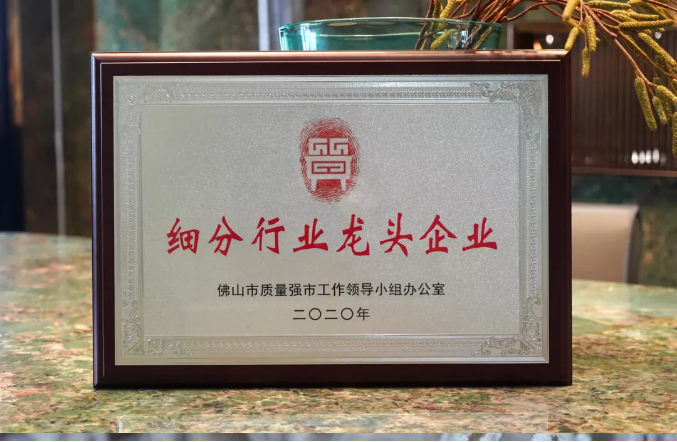 質
细分行业龙头企业
佛山市质量强市工作领导小组办公室
二〇二〇年